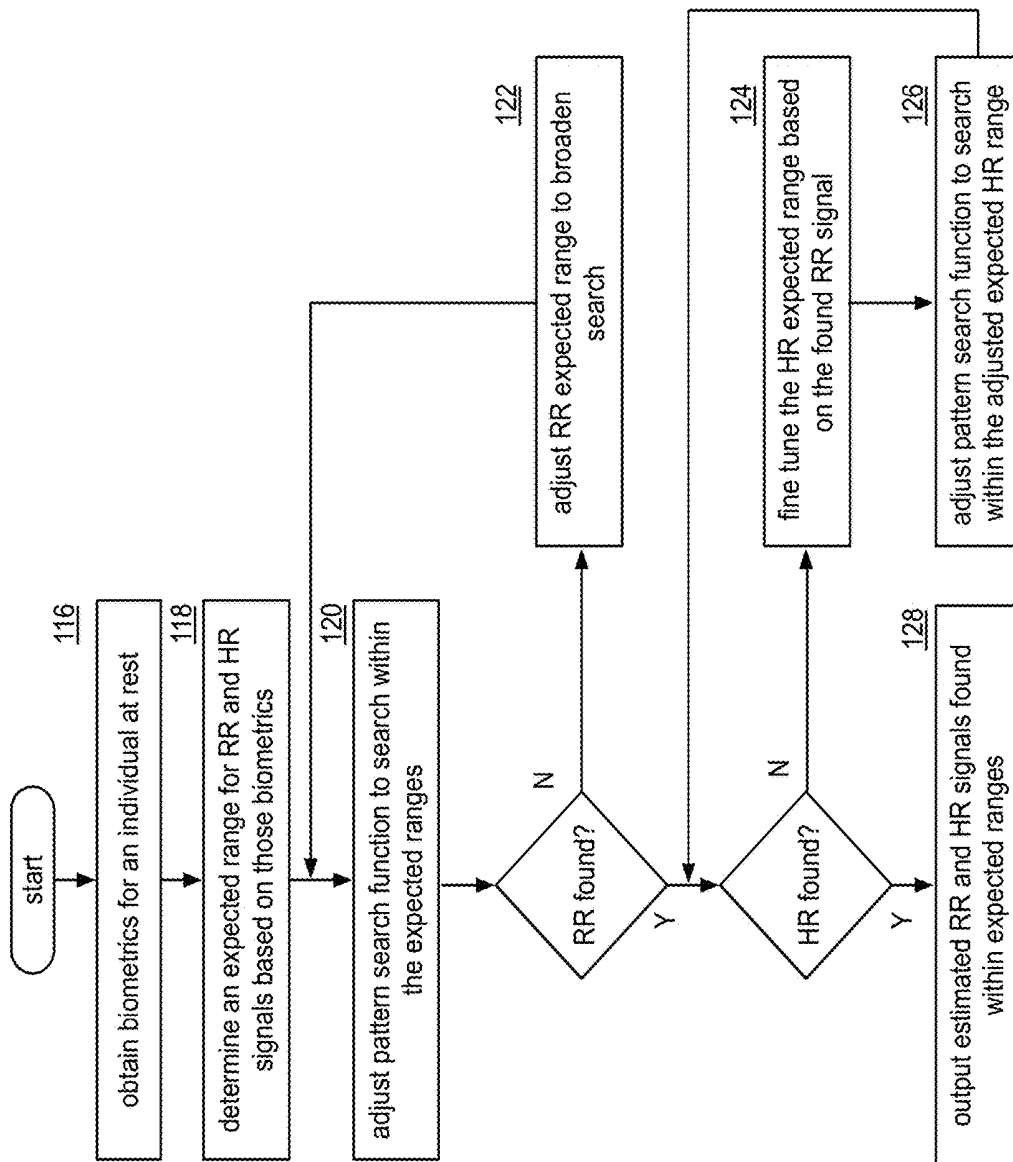 start
116
obtain biometrics for an individual at rest
118
determine an expected range for RR and HR
signals based on those biometrics
120
adjust pattern search function to search within
the expected ranges
122
adjust RR expected range to broaden
search
RR found?
N
Y
HR found?
N
Y
124
fine tune the HR expected range based
on the found RR signal
126
adjust pattern search function to search
within the adjusted expected HR range
128
output estimated RR and HR signals found
within expected ranges